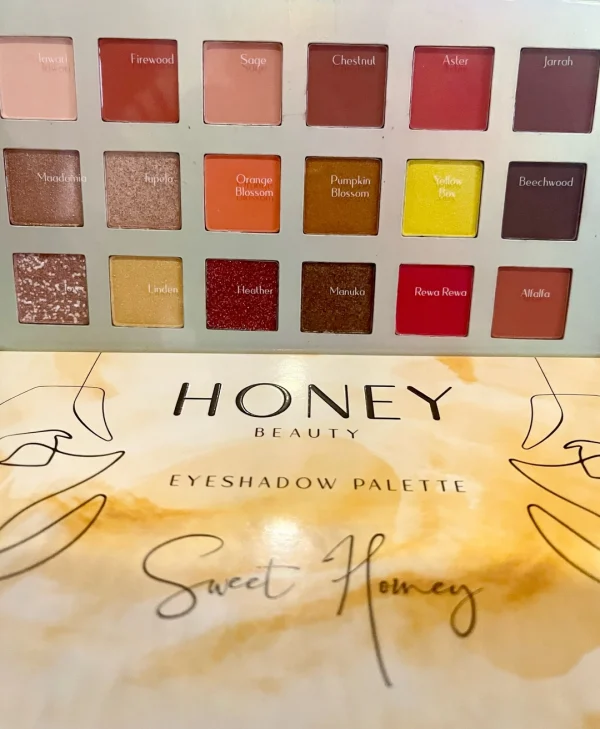 Firewood
Sage
Chestnut
Aster
Jarrah
Macadamia
Tupelo
Orange
Blossom
Pumpkin
Blossom
Yellow
Box
Beechwood
Linden
Heather
Manuka
Rewa Rewa
Alfalfa
HONEY
BEAUTY
EYESHADOW PALETTE
Sweet Honey